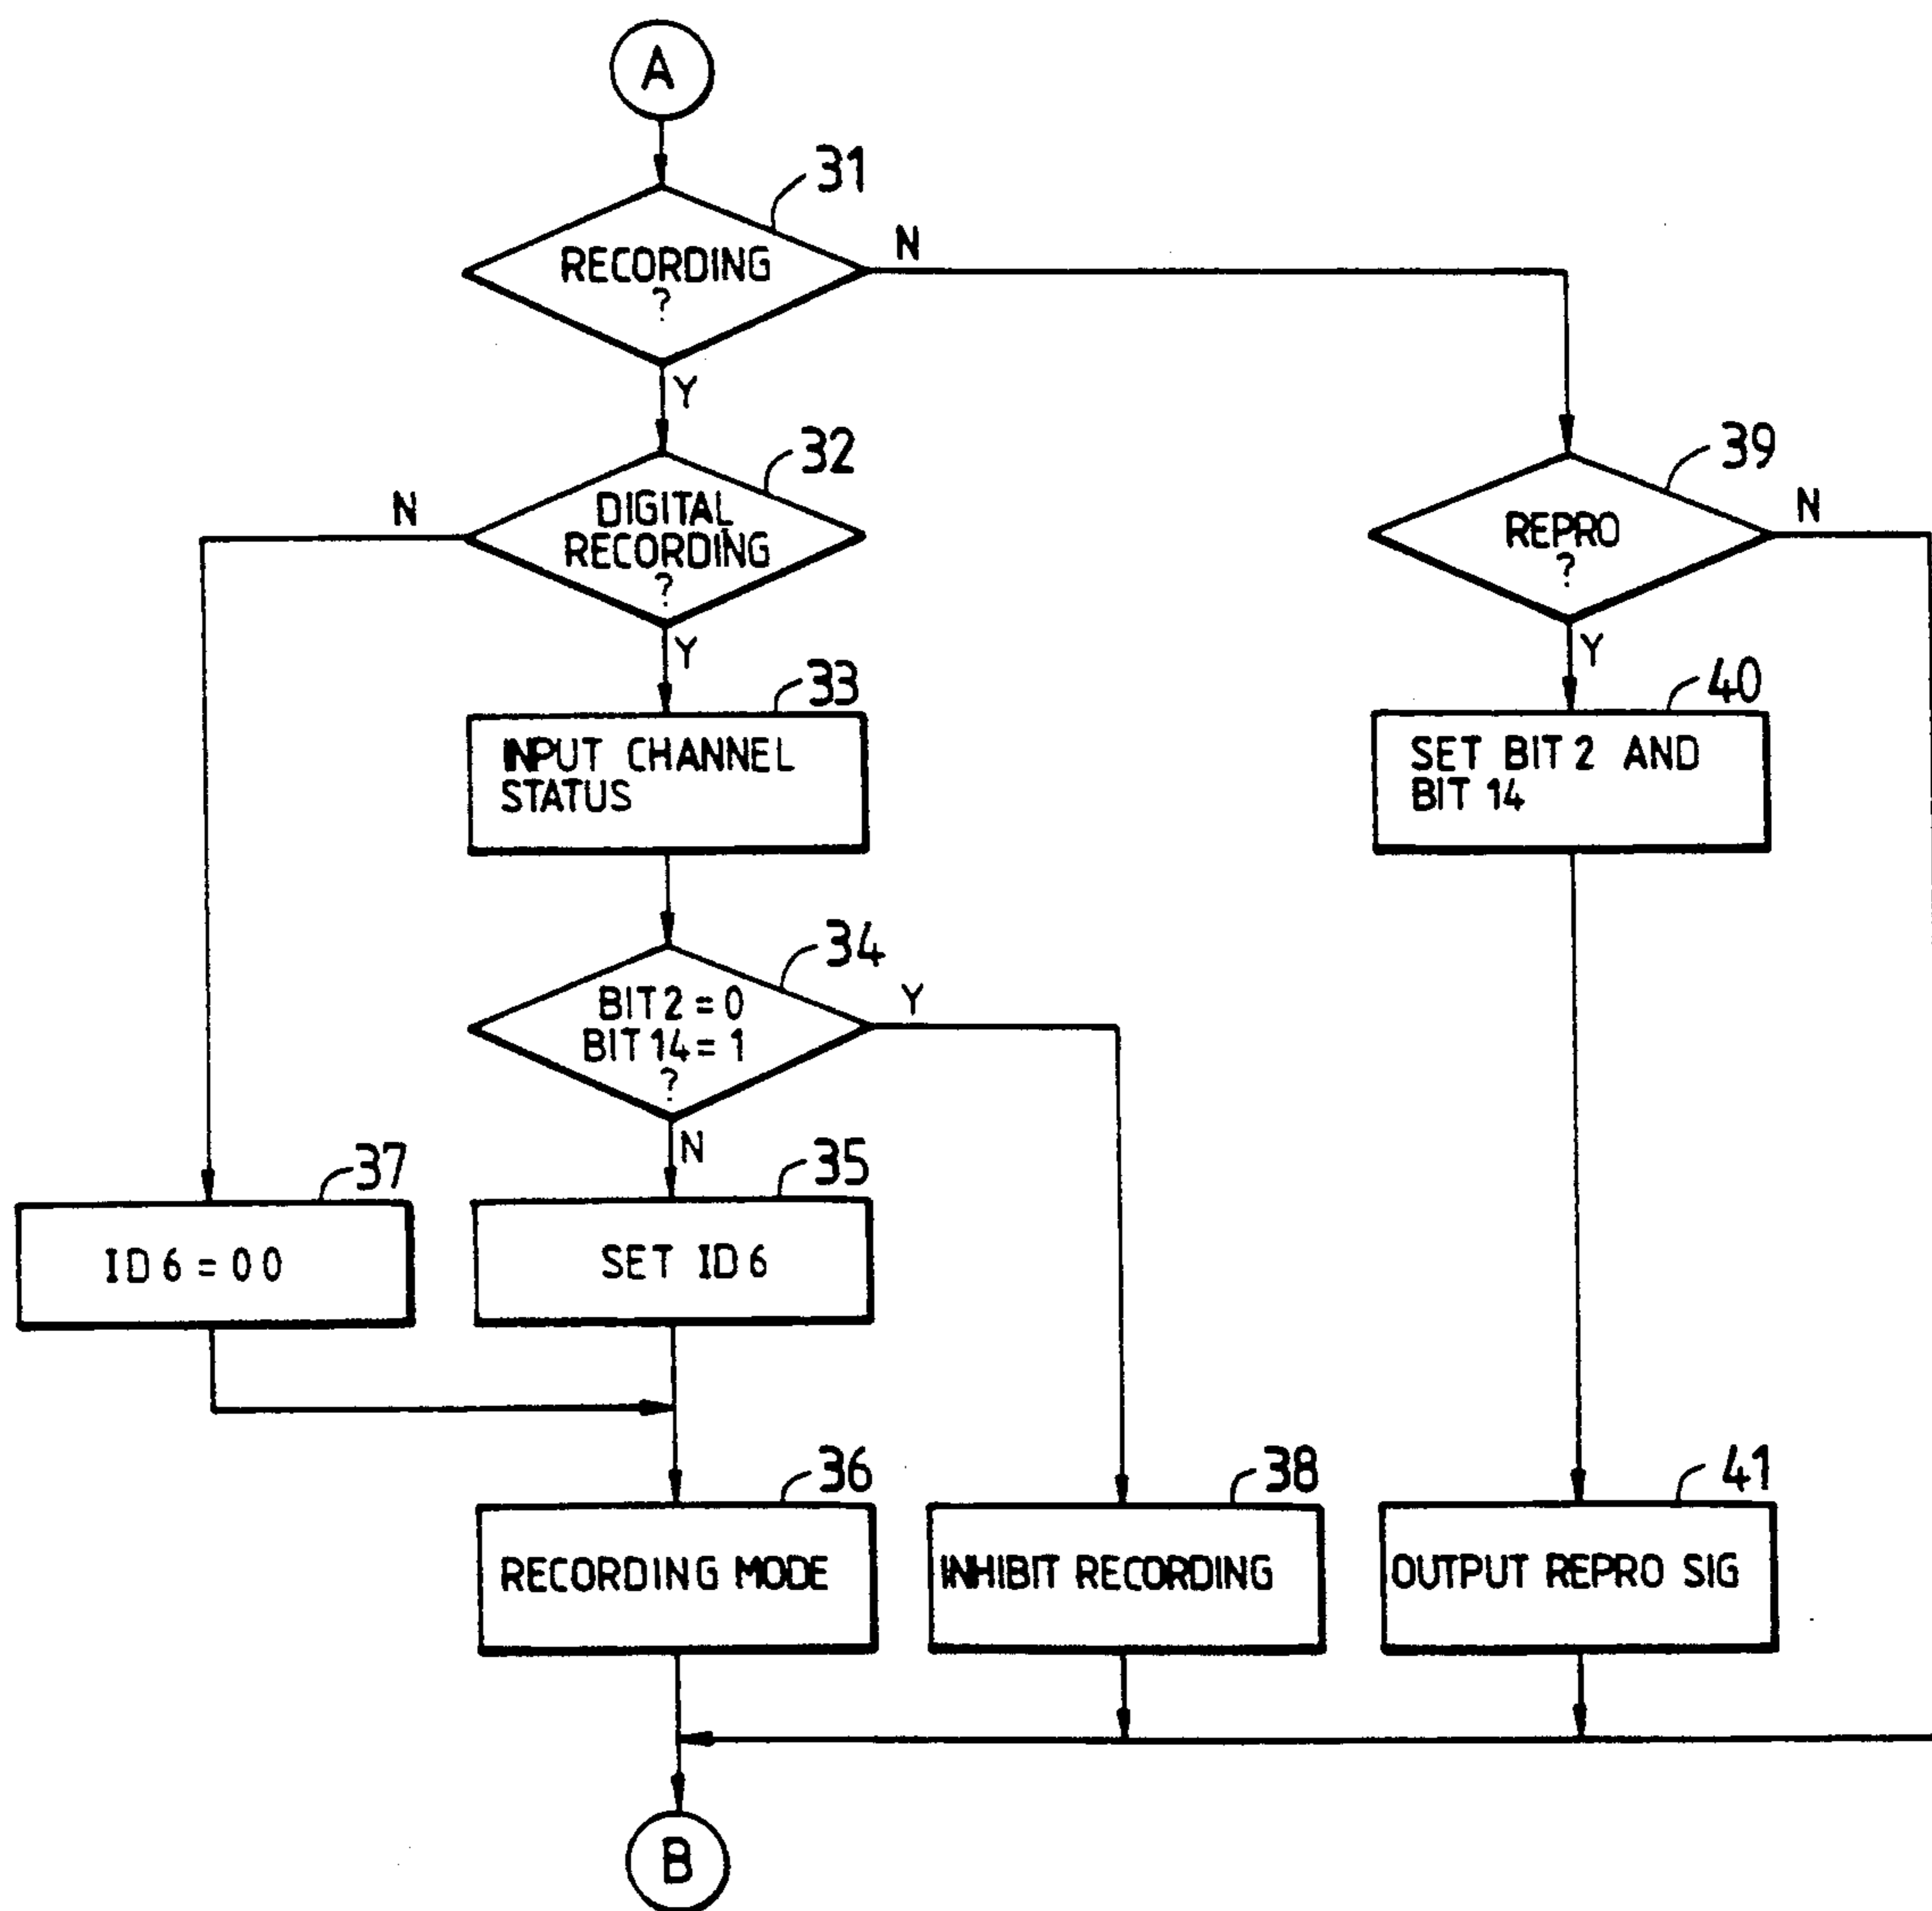 A
31
RECORDING
?
N
Y
32
DIGITAL
RECORDING
?
N
Y
39
REPRO
?
N
Y
33
INPUT CHANNEL
STATUS
40
SET BIT 2 AND
BIT 14
34
BIT 2 = 0
BIT 14 = 1
?
Y
N
37
ID 6 = 0 0
35
SET ID 6
36
RECORDING MODE
38
INHIBIT RECORDING
41
OUTPUT REPRO SIG
B